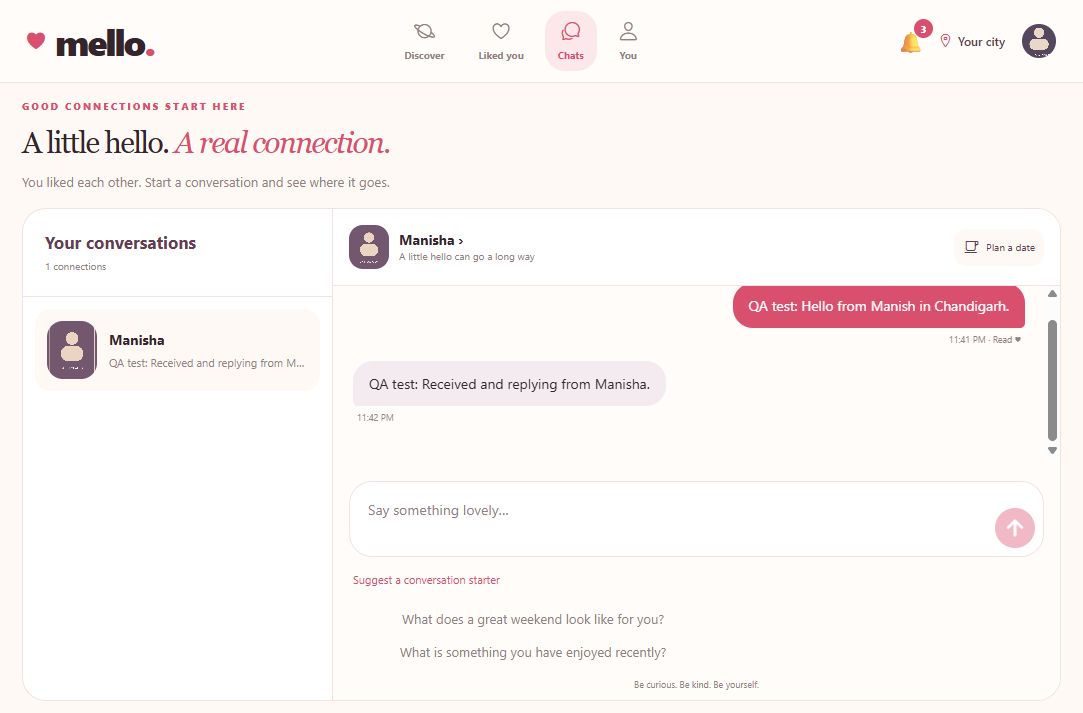 mello.
Discover
Liked you
Chats
You
3
Your city
GOOD CONNECTIONS START HERE
A little hello. A real connection.
You liked each other. Start a conversation and see where it goes.
Your conversations
1 connections
Manisha
QA test: Received and replying from M...
Manisha ›
A little hello can go a long way
Plan a date
QA test: Hello from Manish in Chandigarh.
11:41 PM · Read ♥
QA test: Received and replying from Manisha.
11:42 PM
Say something lovely...
Suggest a conversation starter
What does a great weekend look like for you?
What is something you have enjoyed recently?
Be curious. Be kind. Be yourself.